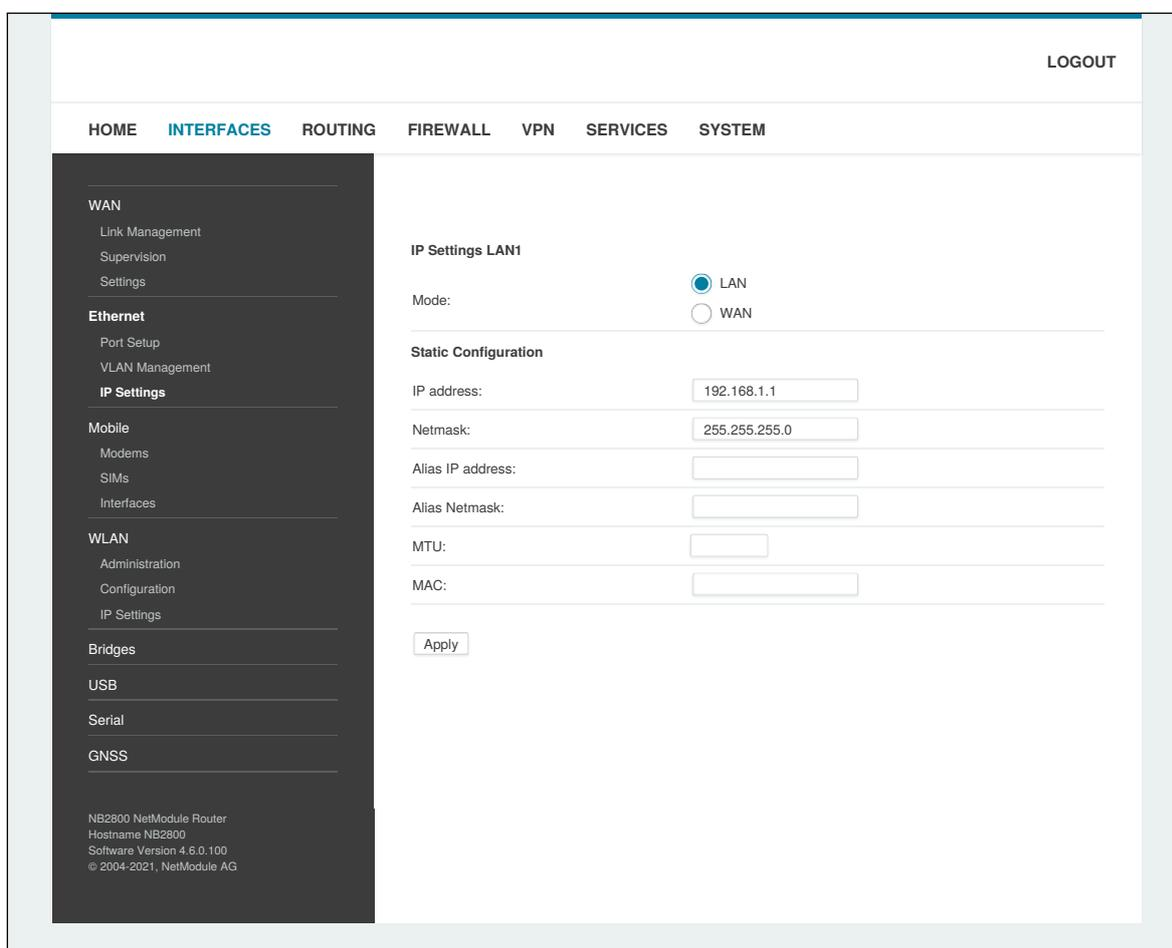 LOGOUT
HOME INTERFACES ROUTING FIREWALL VPN SERVICES SYSTEM
WAN
Link Management
Supervision
Settings
Ethernet
Port Setup
VLAN Management
IP Settings
Mobile
Modems
SIMs
Interfaces
WLAN
Administration
Configuration
IP Settings
Bridges
USB
Serial
GNSS
NB2800 NetModule Router
Hostname NB2800
Software Version 4.6.0.100
© 2004-2021, NetModule AG
IP Settings LAN1
Mode:
LAN
WAN
Static Configuration
IP address: 192.168.1.1
Netmask: 255.255.255.0
Alias IP address:
Alias Netmask:
MTU:
MAC:
Apply